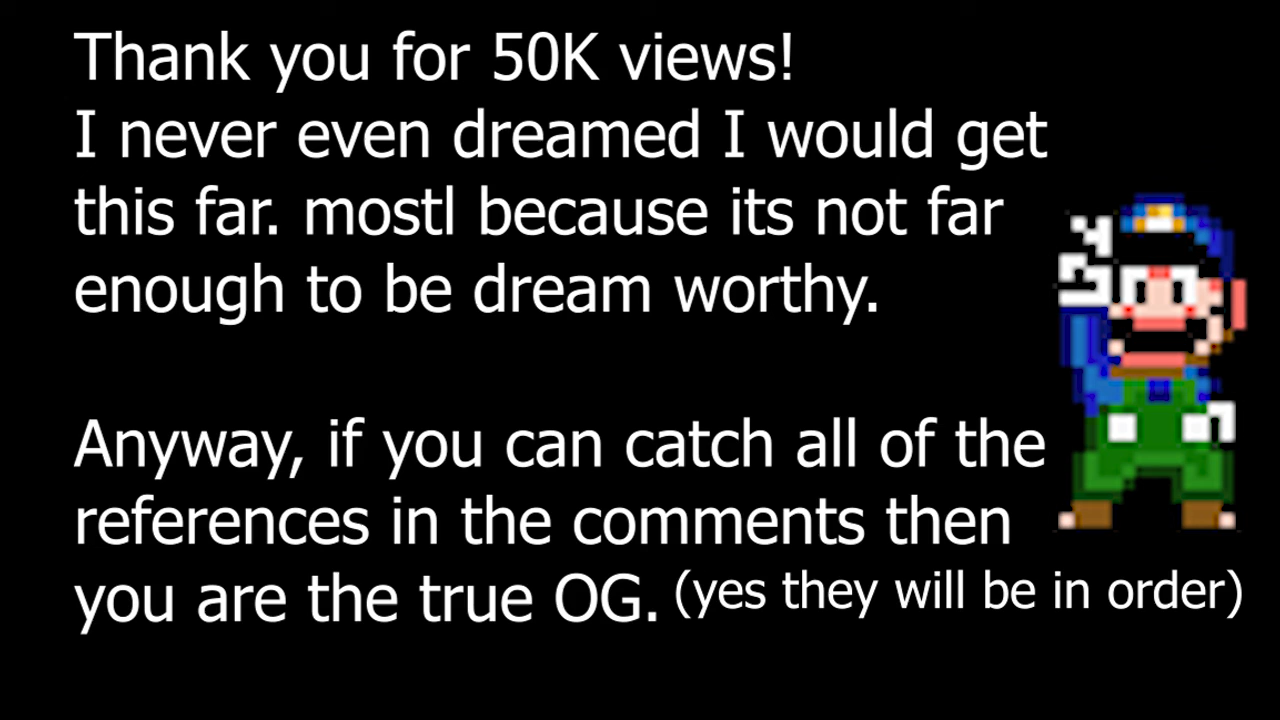 Thank you for 50K views!
I never even dreamed I would get
this far. mostl because its not far
enough to be dream worthy.
Anyway, if you can catch all of the
references in the comments then
you are the true OG. (yes they will be in order)